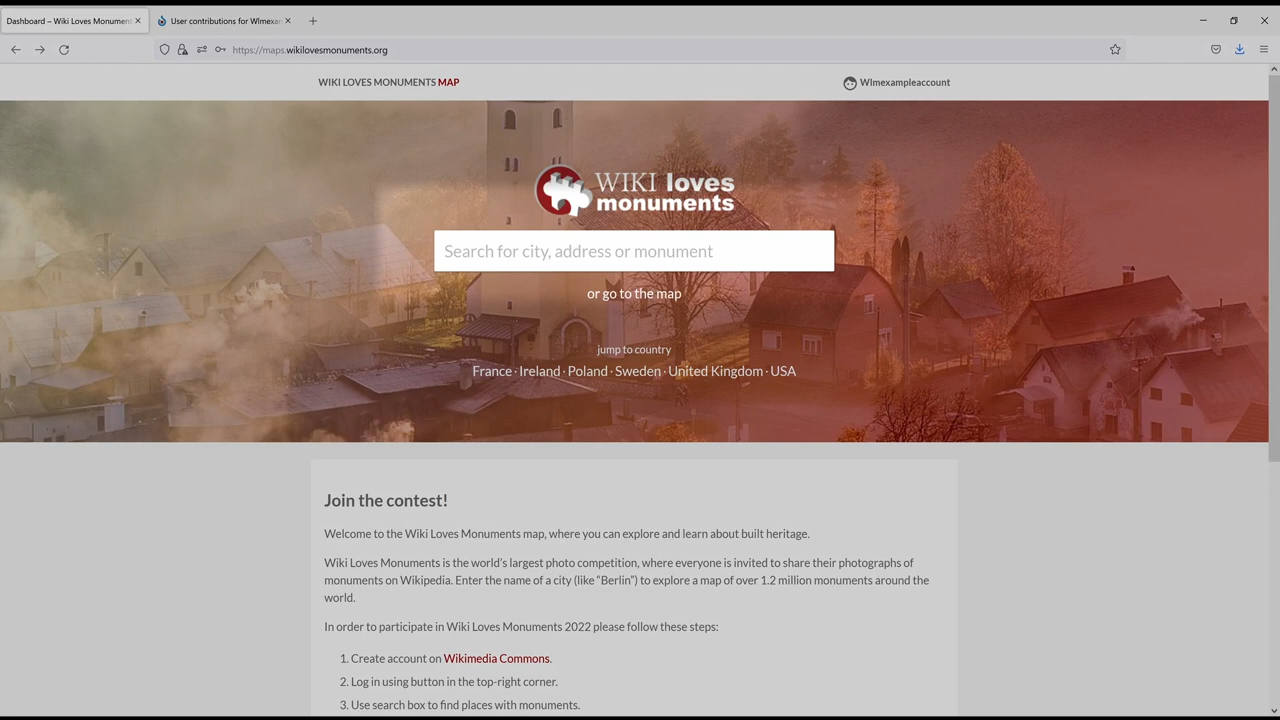 Dashboard – Wiki Loves Monument
User contributions for Wlmexa
https://maps.wikilovesmonuments.org
WIKI LOVES MONUMENTS MAP
Wlmexampleaccount
WIKI loves
monuments
Search for city, address or monument
or go to the map
jump to country
France · Ireland · Poland · Sweden · United Kingdom · USA
Join the contest!
Welcome to the Wiki Loves Monuments map, where you can explore and learn about built heritage.
Wiki Loves Monuments is the world’s largest photo competition, where everyone is invited to share their photographs of
monuments on Wikipedia. Enter the name of a city (like “Berlin”) to explore a map of over 1.2 million monuments around the
world.
In order to participate in Wiki Loves Monuments 2022 please follow these steps:
1. Create account on Wikimedia Commons.
2. Log in using button in the top-right corner.
3. Use search box to find places with monuments.